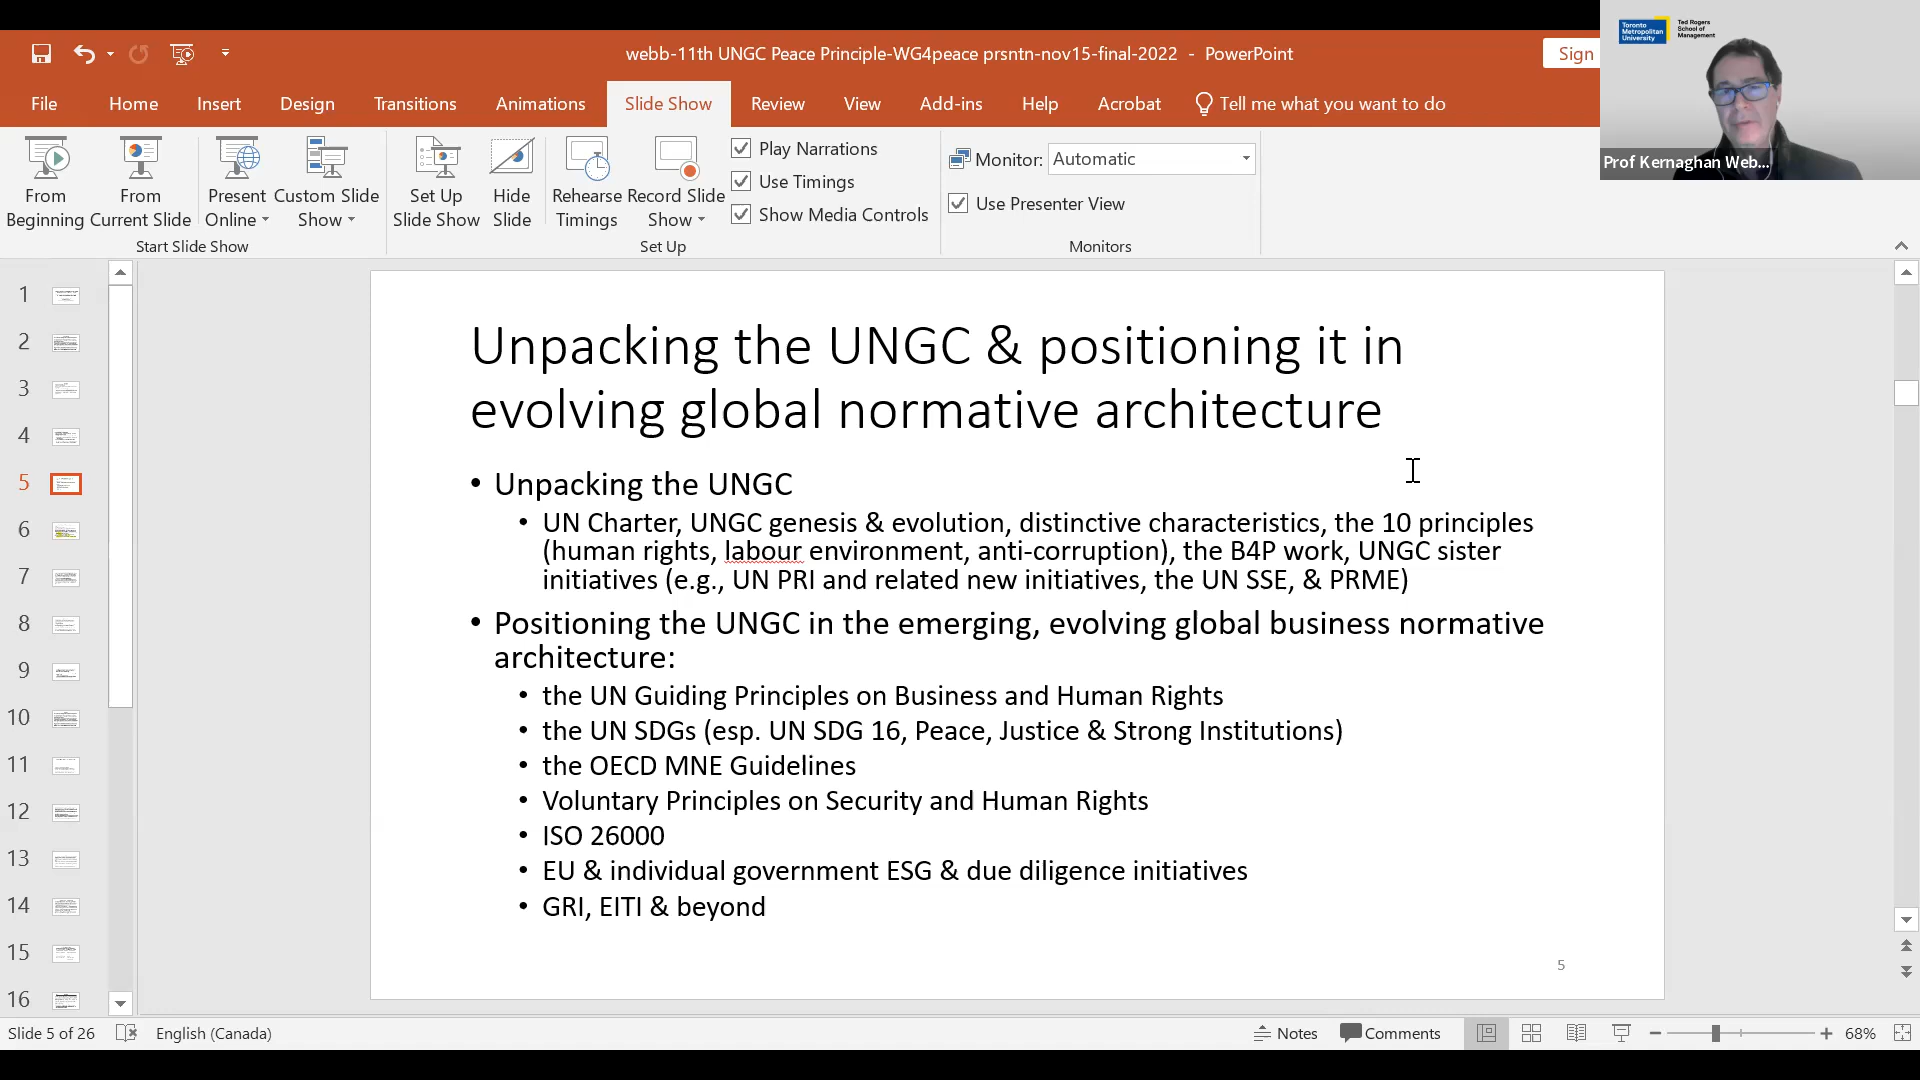 webb-11th UNGC Peace Principle-WG4peace prsntn-nov15-final-2022 - PowerPoint
Sign
Toronto Metropolitan University
Ted Rogers School of Management
File Home Insert Design Transitions Animations Slide Show Review View Add-ins Help Acrobat Tell me what you want to do
Prof Kernaghan Web...
From Beginning
From Current Slide
Present Online
Custom Slide Show
Start Slide Show
Set Up Slide Show
Hide Slide
Rehearse Timings
Record Slide Show
Play Narrations
Use Timings
Show Media Controls
Set Up
Monitor: Automatic
Use Presenter View
Monitors
1
2
3
4
5
6
7
8
9
10
11
12
13
14
15
16
Unpacking the UNGC & positioning it in
evolving global normative architecture
• Unpacking the UNGC
• UN Charter, UNGC genesis & evolution, distinctive characteristics, the 10 principles
(human rights, labour environment, anti-corruption), the B4P work, UNGC sister
initiatives (e.g., UN PRI and related new initiatives, the UN SSE, & PRME)
• Positioning the UNGC in the emerging, evolving global business normative
architecture:
• the UN Guiding Principles on Business and Human Rights
• the UN SDGs (esp. UN SDG 16, Peace, Justice & Strong Institutions)
• the OECD MNE Guidelines
• Voluntary Principles on Security and Human Rights
• ISO 26000
• EU & individual government ESG & due diligence initiatives
• GRI, EITI & beyond
5
Slide 5 of 26 English (Canada) Notes Comments 68%